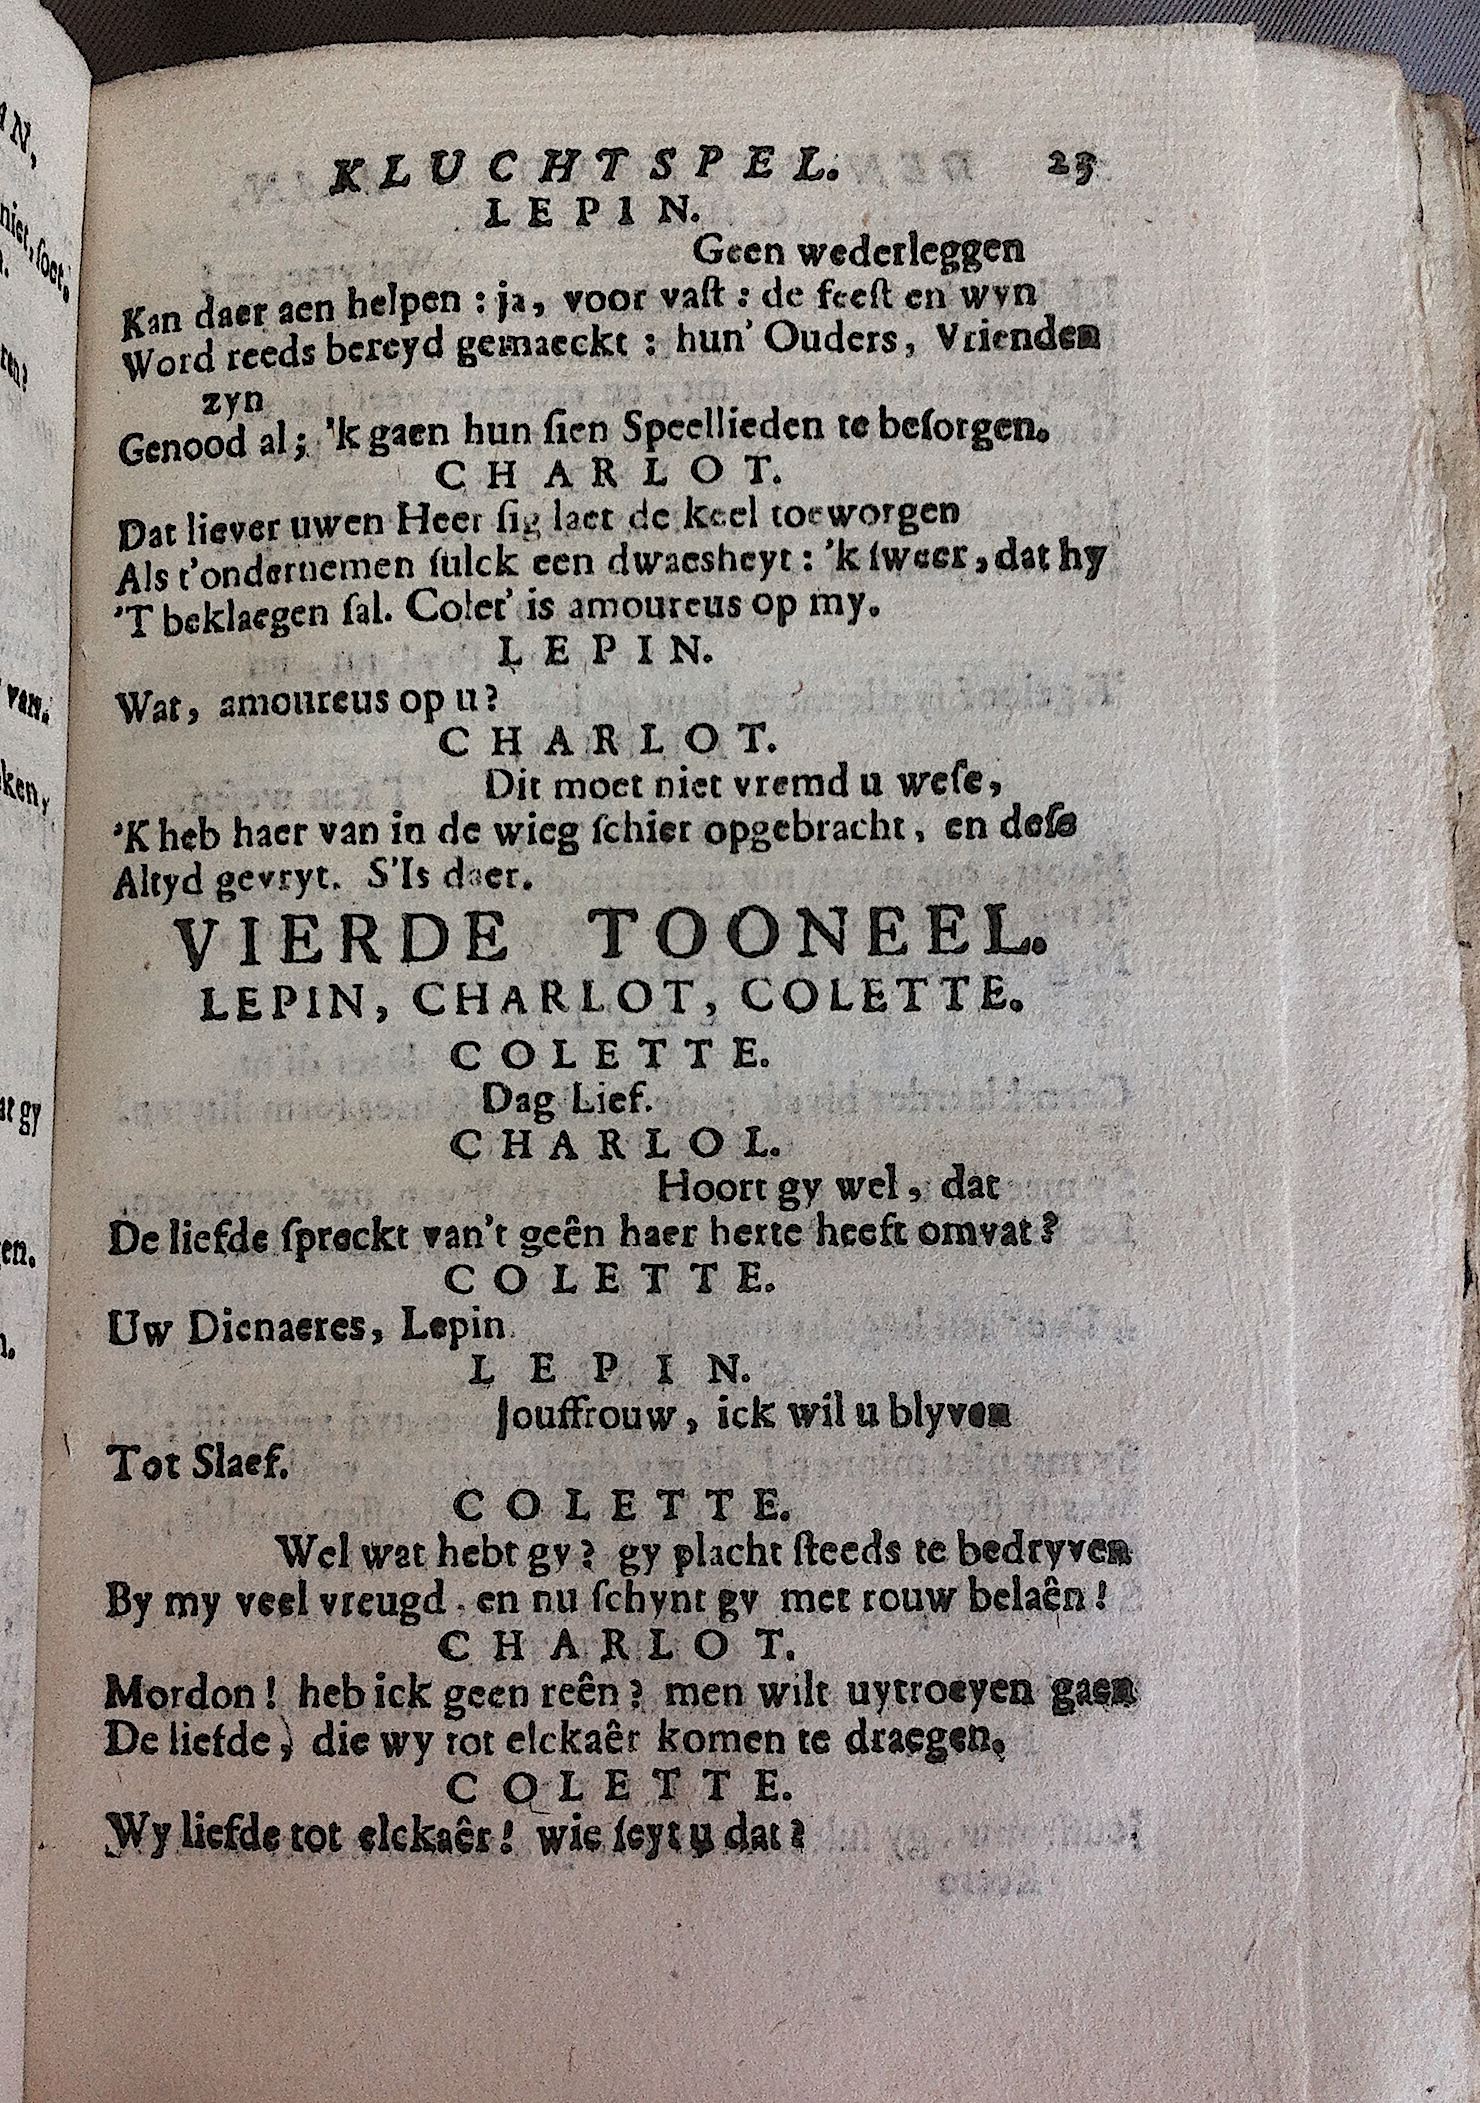 KLUCHTSPEL. 23
LEPIN.
Geen wederleggen
Kan daer aen helpen : ja, voor vaſt : de feeſt en wyn
Word reeds bereyd gemaeckt : hun' Ouders, Vrienden
zyn
Genood al; 'k gaen hun ſien Speellieden te beſorgen.
CHARLOT.
Dat liever uwen Heer ſig laet de keel toeworgen
Als t'ondernemen ſulck een dwaesheyt : 'k ſweer, dat hy
'T beklaegen ſal. Colet' is amoureus op my.
LEPIN.
Wat, amoureus op u?
CHARLOT.
Dit moet niet vremd u weſe,
'K heb haer van in de wieg ſchier opgebracht, en deſe
Altyd gevryt. S'Is daer.
VIERDE TOONEEL.
LEPIN, CHARLOT, COLETTE.
COLETTE.
Dag Lief.
CHARLOL.
Hoort gy wel, dat
De liefde ſpreckt van't geên haer herte heeft omvat?
COLETTE.
Uw Dienaeres, Lepin.
LEPIN.
Jouffrouw, ick wil u blyven
Tot Slaef.
COLETTE.
Wel wat hebt gy? gy placht ſteeds te bedryven
By my veel vreugd, en nu ſchynt gy met rouw belaên!
CHARLOT.
Mordon! heb ick geen reên? men wilt uytroeyen gaen
De liefde, die wy tot elckaêr komen te draegen.
COLETTE.
Wy liefde tot elckaêr! wie ſeyt u dat?